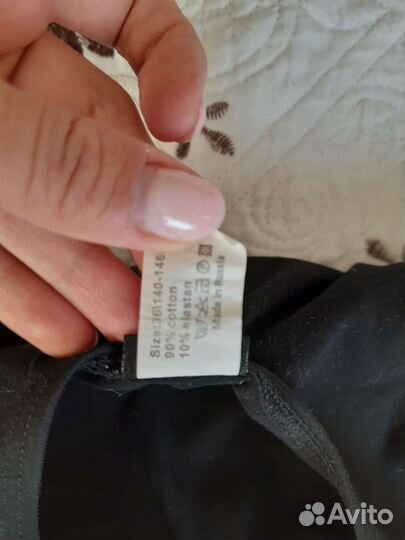 Size:36\140-146
90% cotton
10% elastan
Made in Russia
Avito